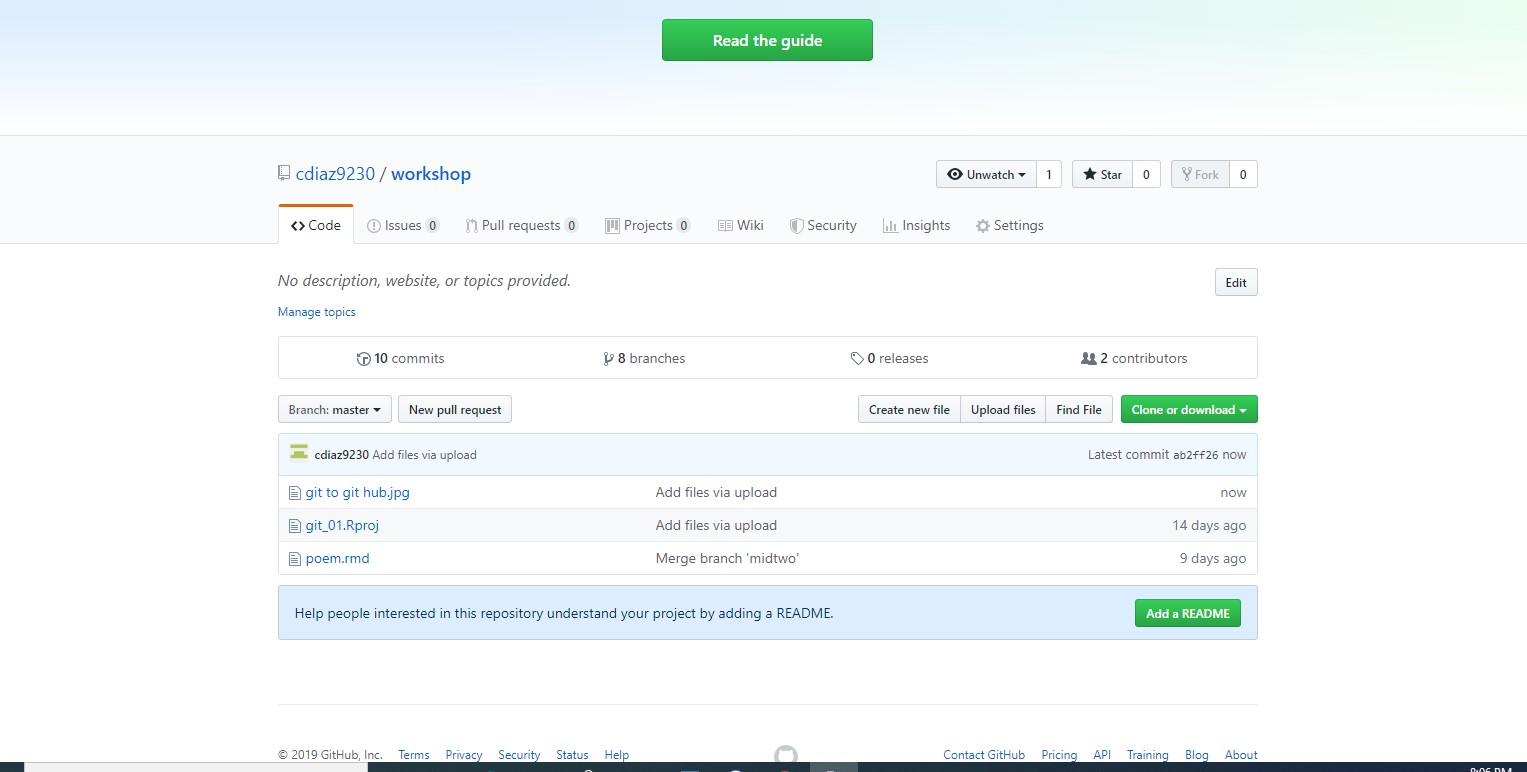 Read the guide
cdiaz9230 / workshop
Unwatch 1 Star 0 Fork 0
Code Issues 0 Pull requests 0 Projects 0 Wiki Security Insights Settings
No description, website, or topics provided.
Edit
Manage topics
10 commits 8 branches 0 releases 2 contributors
Branch: master New pull request Create new file Upload files Find File Clone or download
cdiaz9230 Add files via upload Latest commit ab2ff26 now
git to git hub.jpg Add files via upload now
git_01.Rproj Add files via upload 14 days ago
poem.rmd Merge branch 'midtwo' 9 days ago
Help people interested in this repository understand your project by adding a README. Add a README
© 2019 GitHub, Inc. Terms Privacy Security Status Help Contact GitHub Pricing API Training Blog About